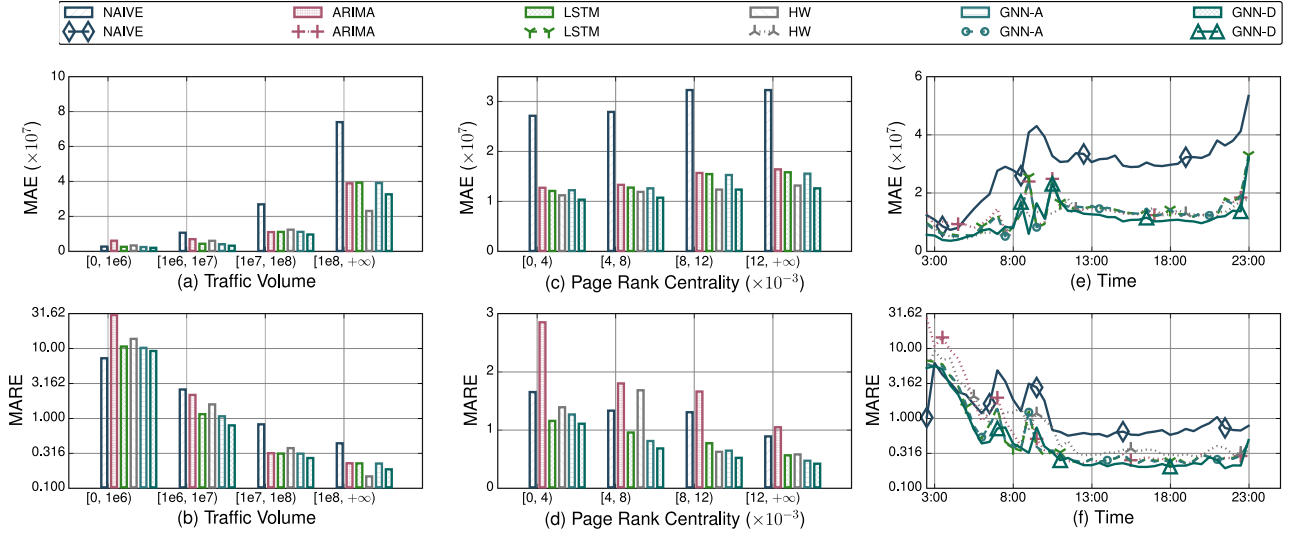 NAIVE ARIMA LSTM HW GNN-A GNN-D
NAIVE ARIMA LSTM HW GNN-A GNN-D
MAE (×10⁷)
10
8
6
4
2
0
[0, 1e6) [1e6, 1e7) [1e7, 1e8) [1e8, +∞)
(a) Traffic Volume
MAE (×10⁷)
3
2
1
0
[0, 4) [4, 8) [8, 12) [12, +∞)
(c) Page Rank Centrality (×10⁻³)
MAE (×10⁷)
6
4
2
0
3:00 8:00 13:00 18:00 23:00
(e) Time
MARE
31.62
10.00
3.162
1.000
0.316
0.100
[0, 1e6) [1e6, 1e7) [1e7, 1e8) [1e8, +∞)
(b) Traffic Volume
MARE
3
2
1
0
[0, 4) [4, 8) [8, 12) [12, +∞)
(d) Page Rank Centrality (×10⁻³)
MARE
31.62
10.00
3.162
1.000
0.316
0.100
3:00 8:00 13:00 18:00 23:00
(f) Time